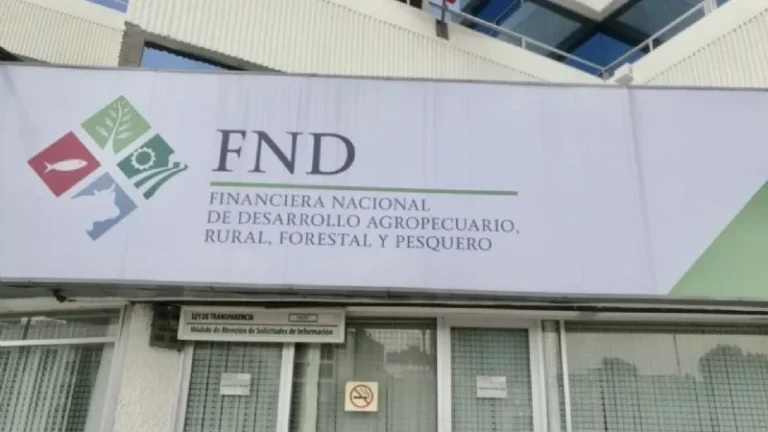 FND
FINANCIERA NACIONAL
DE DESARROLLO AGROPECUARIO,
RURAL, FORESTAL Y PESQUERO
LEY DE TRANSPARENCIA
Módulo de Atención de Solicitudes de Información